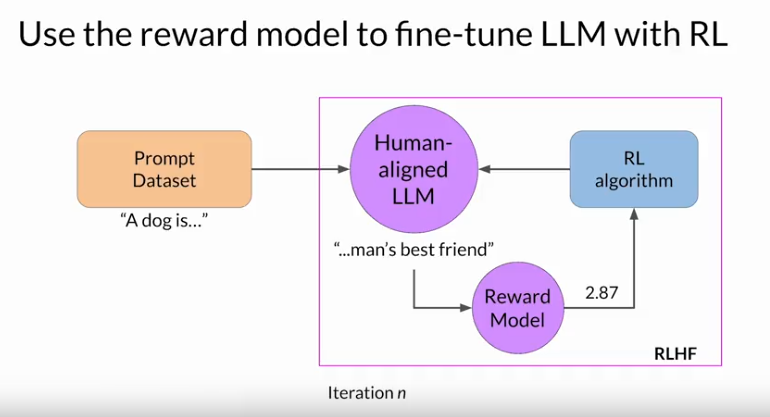 Use the reward model to fine-tune LLM with RL
Prompt
Dataset
"A dog is..."
Human-
aligned
LLM
RL
algorithm
"...man's best friend"
Reward
Model
2.87
RLHF
Iteration n